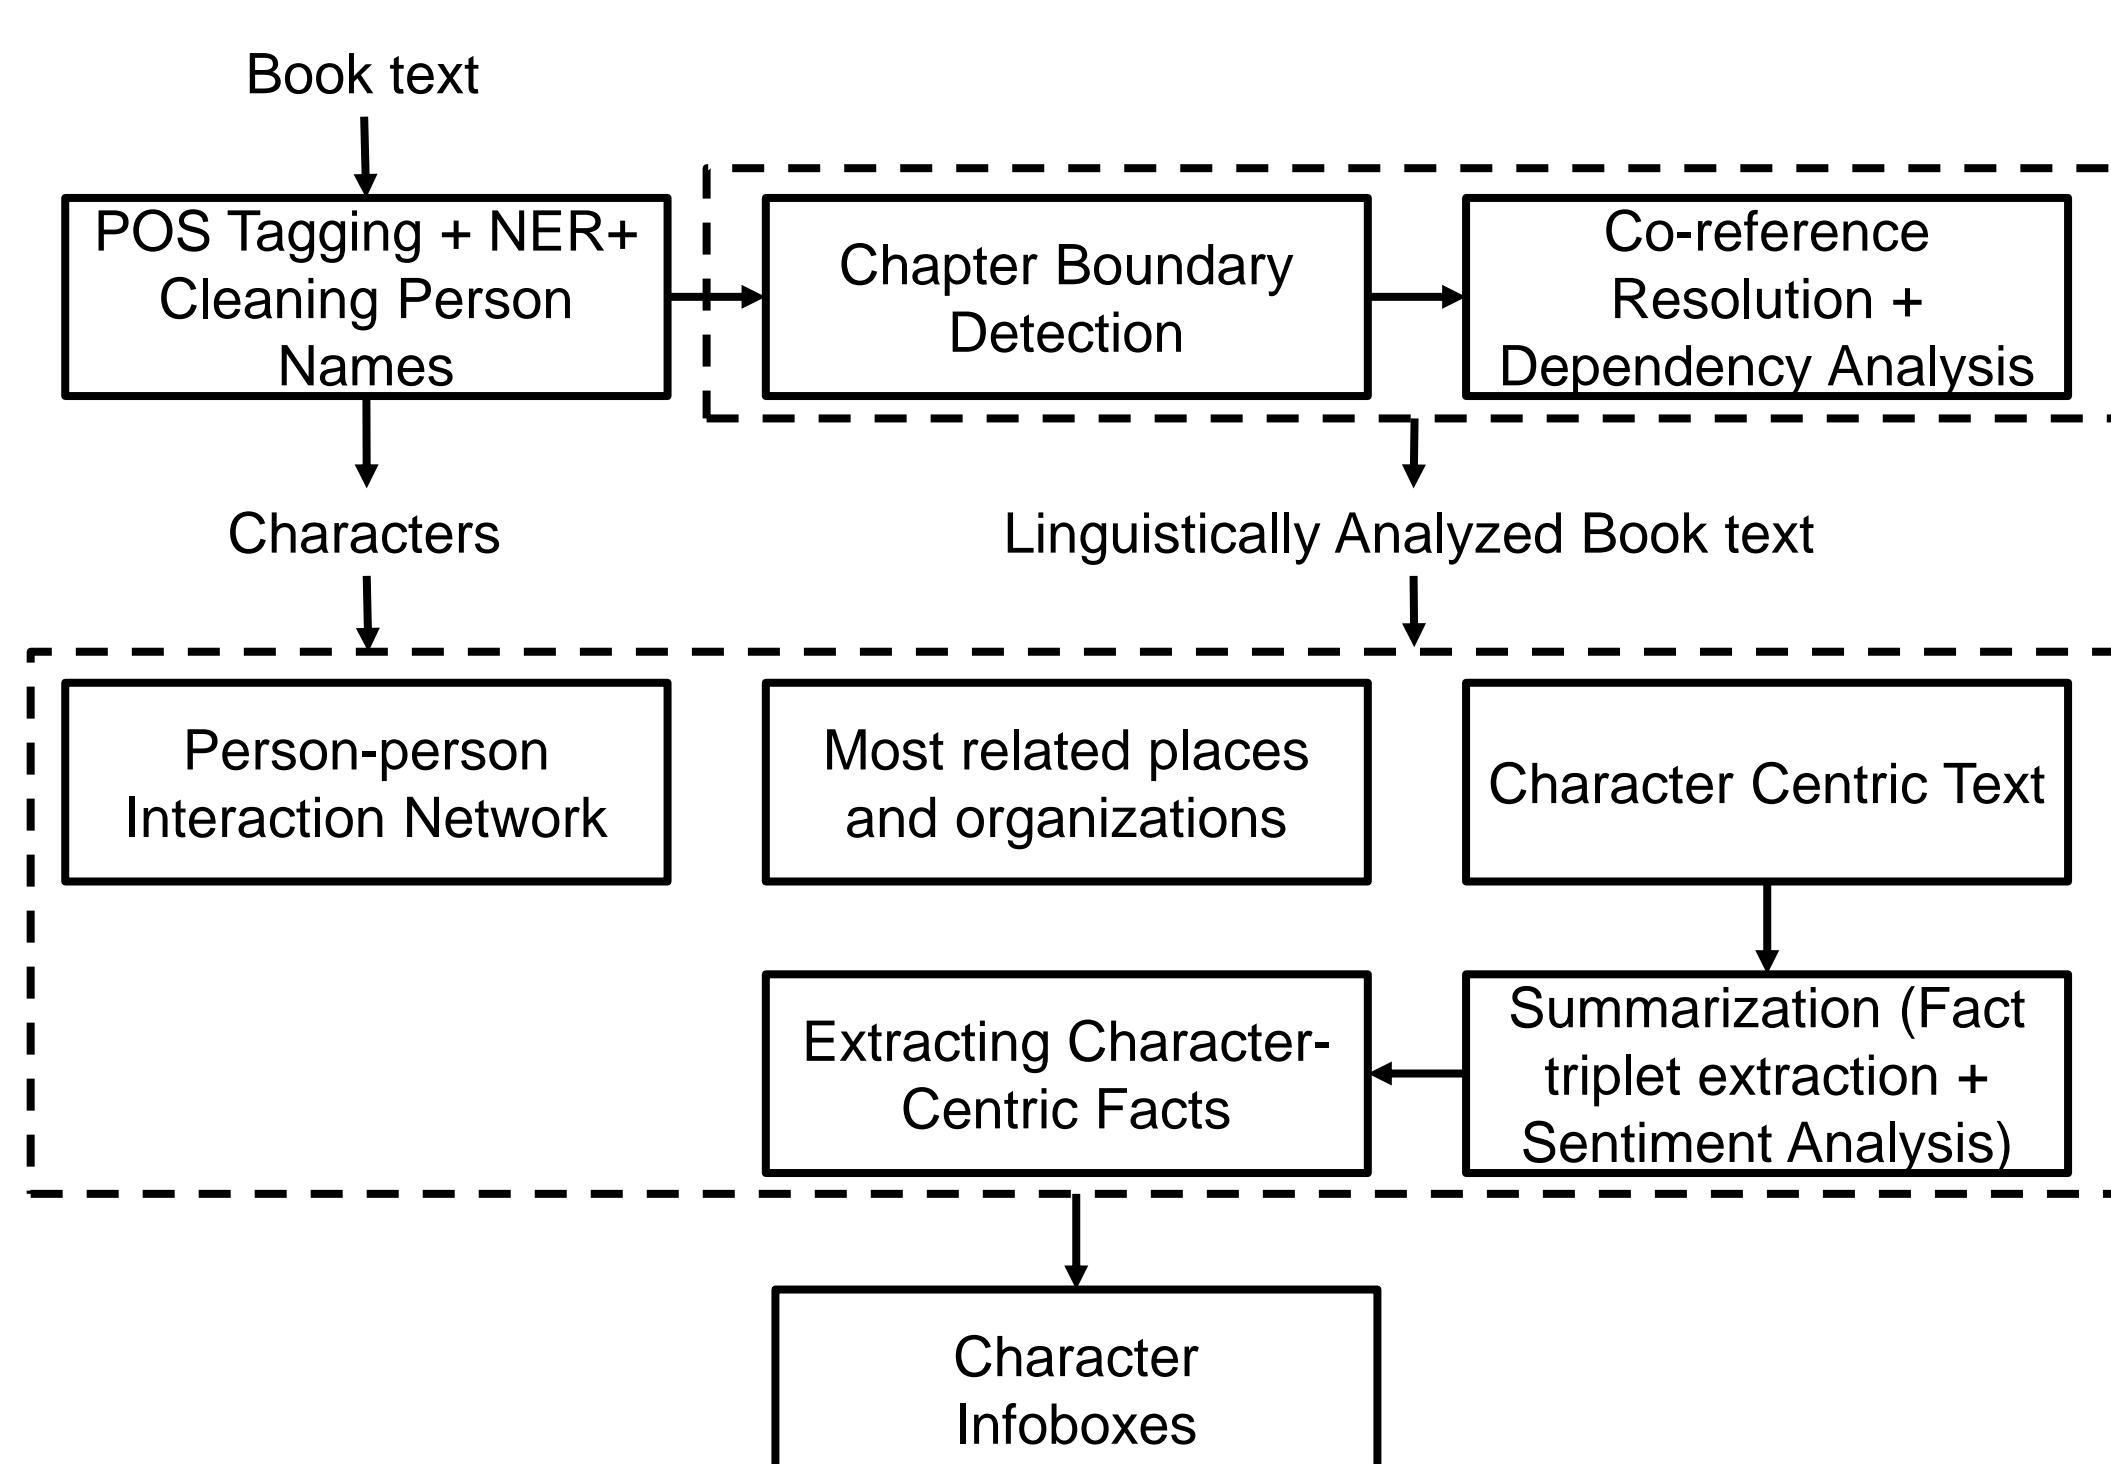 Book text
POS Tagging + NER+
Cleaning Person
Names
Chapter Boundary
Detection
Co-reference
Resolution +
Dependency Analysis
Characters
Linguistically Analyzed Book text
Person-person
Interaction Network
Most related places
and organizations
Character Centric Text
Extracting Character-
Centric Facts
Summarization (Fact
triplet extraction +
Sentiment Analysis)
Character
Infoboxes